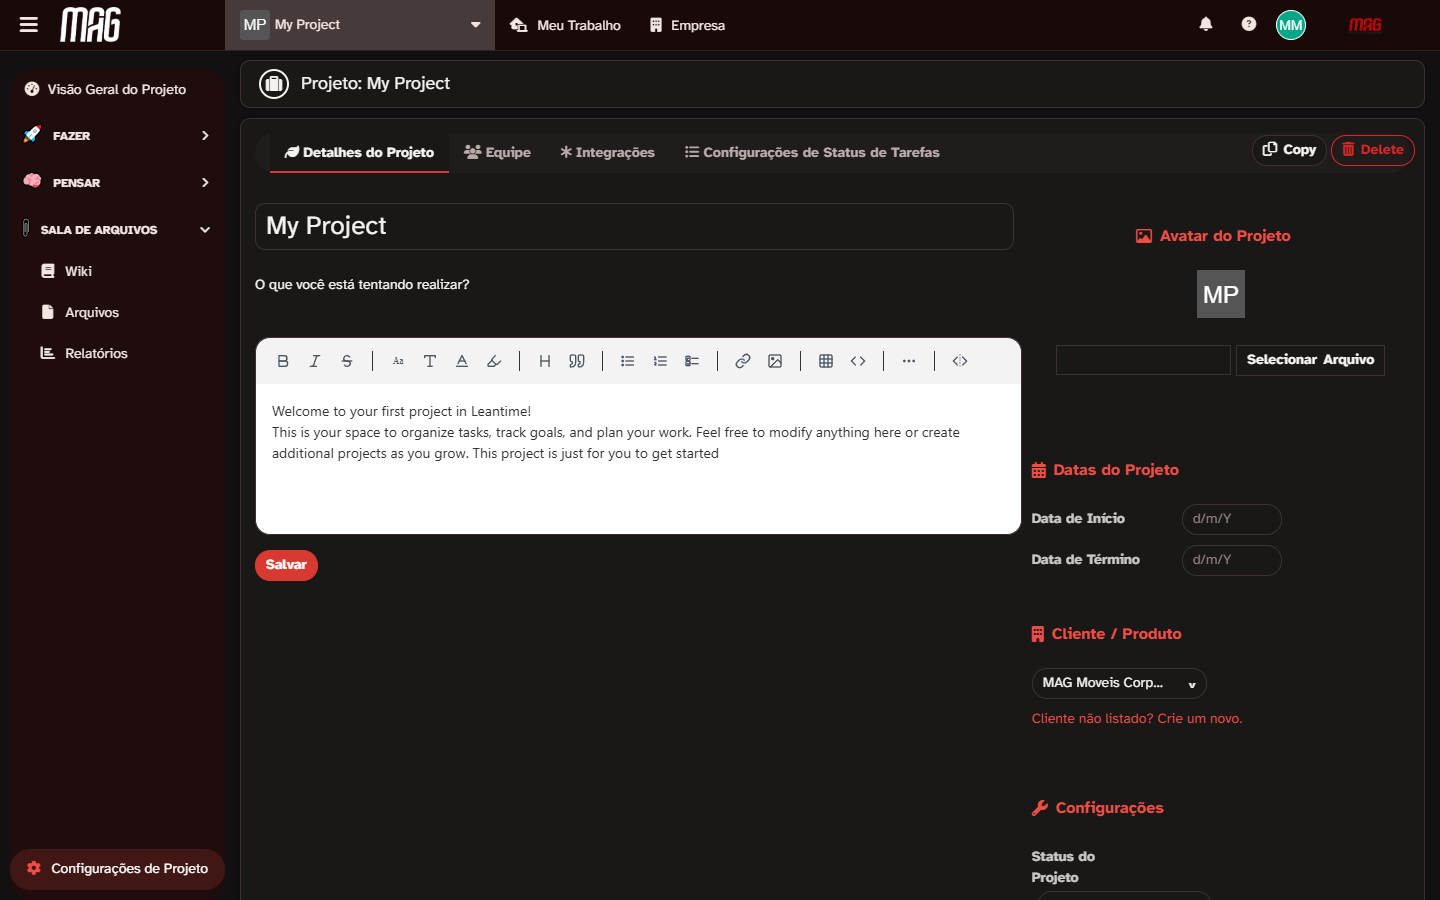 MAG
MP My Project
Meu Trabalho
Empresa
MM
MAG
Visão Geral do Projeto
FAZER
PENSAR
SALA DE ARQUIVOS
Wiki
Arquivos
Relatórios
Configurações de Projeto
Projeto: My Project
Detalhes do Projeto
Equipe
Integrações
Configurações de Status de Tarefas
Copy
Delete
My Project
O que você está tentando realizar?
Welcome to your first project in Leantime!
This is your space to organize tasks, track goals, and plan your work. Feel free to modify anything here or create
additional projects as you grow. This project is just for you to get started
Salvar
Avatar do Projeto
MP
Selecionar Arquivo
Datas do Projeto
Data de Início d/m/Y
Data de Término d/m/Y
Cliente / Produto
MAG Moveis Corp...
Cliente não listado? Crie um novo.
Configurações
Status do
Projeto